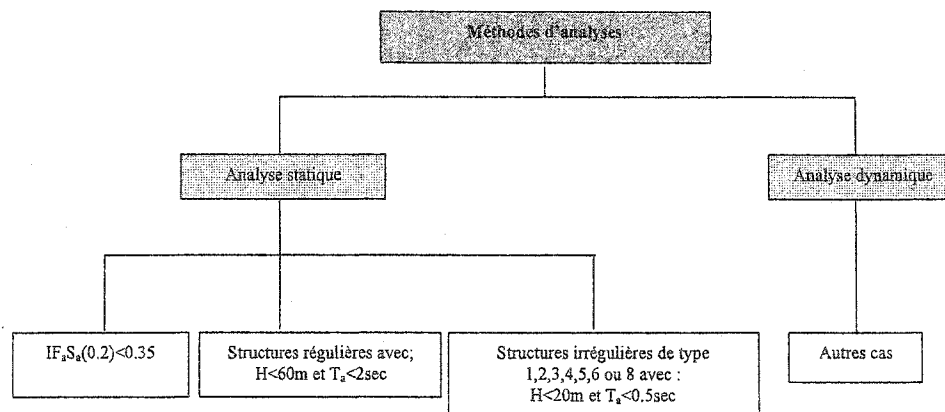 Méthodes d'analyses
Analyse statique
Analyse dynamique
IFaSa(0.2)<0.35
Structures régulières avec;
H<60m et Ta<2sec
Structures irrégulières de type
1,2,3,4,5,6 ou 8 avec :
H<20m et Ta<0.5sec
Autres cas